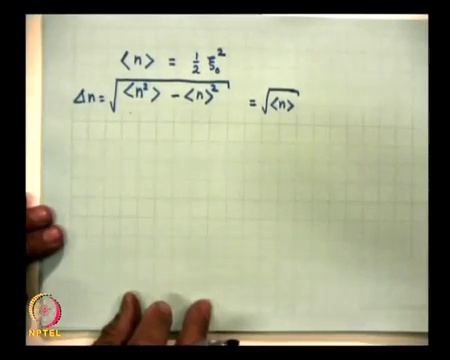 ⟨n⟩ = 1/2 ξ₀²
Δn = √(⟨n²⟩ - ⟨n⟩²) = √⟨n⟩
NPTEL